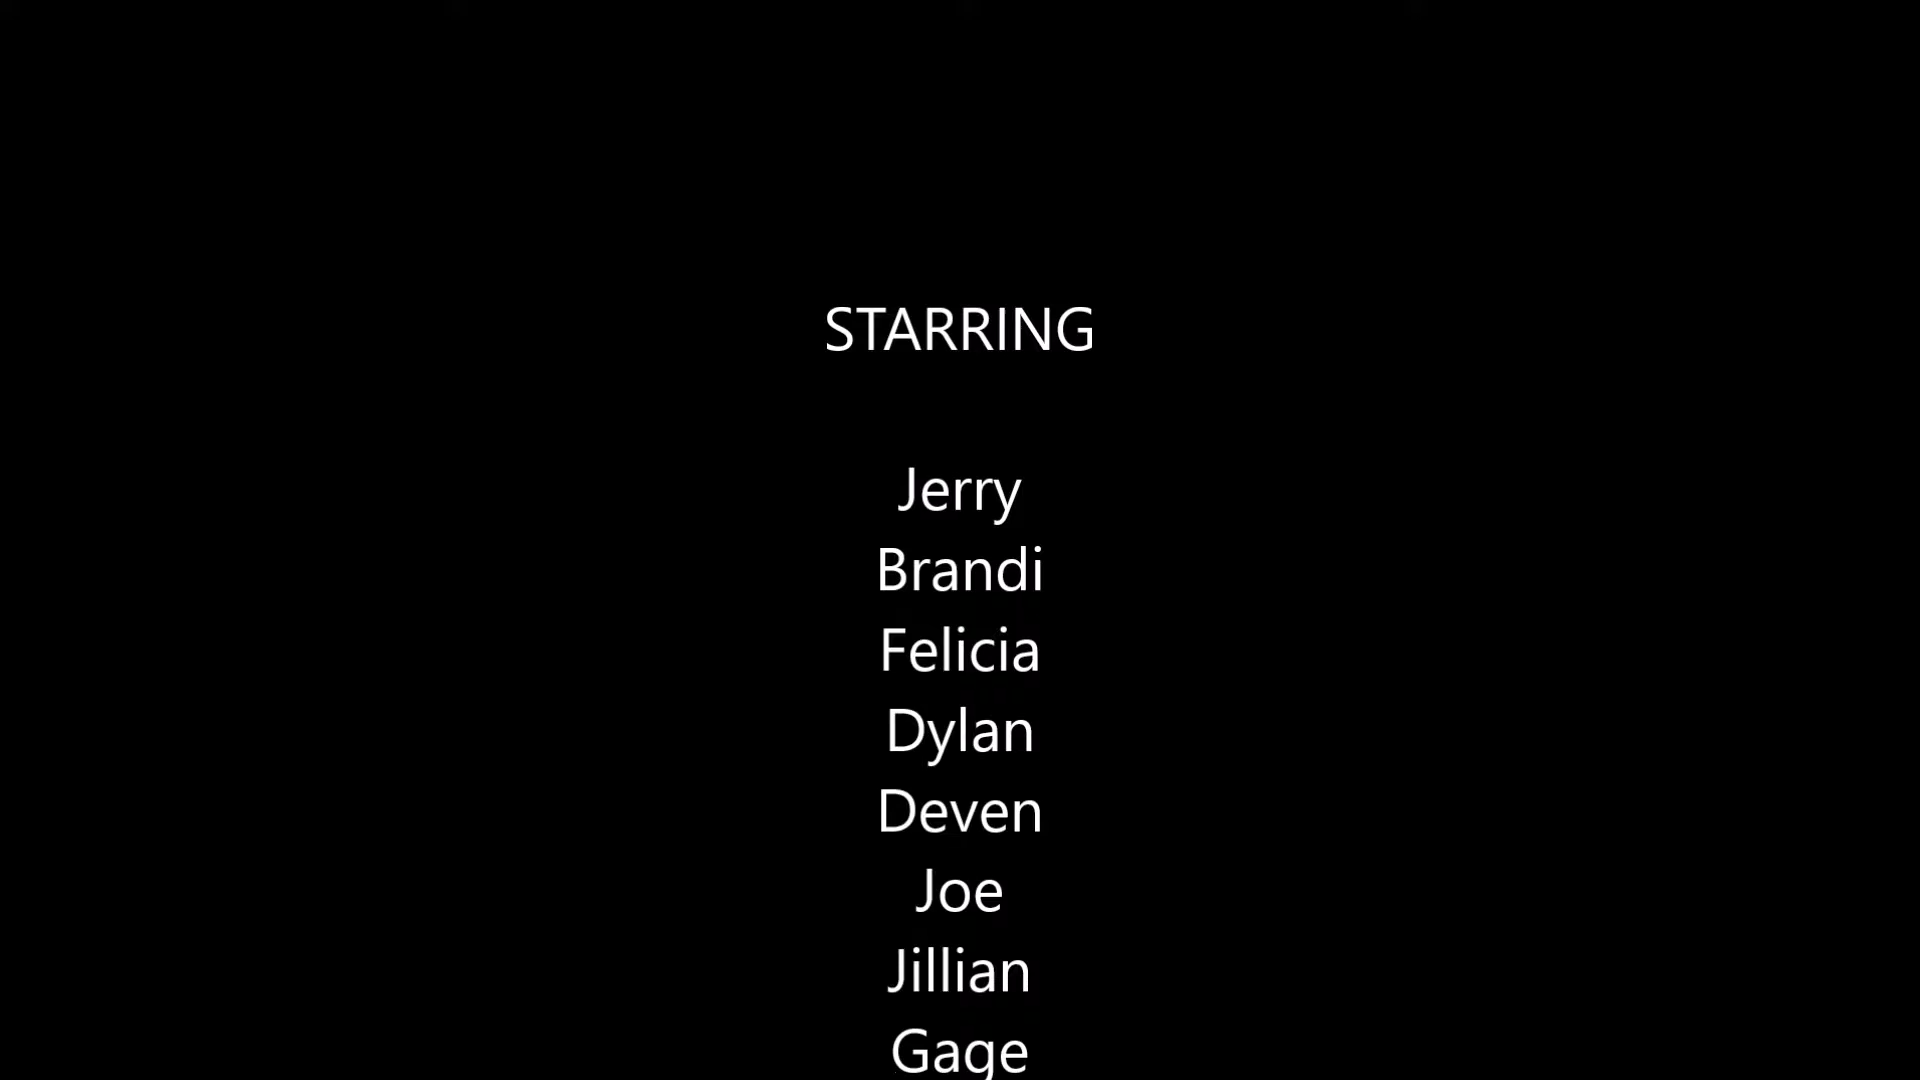 STARRING
Jerry
Brandi
Felicia
Dylan
Deven
Joe
Jillian
Gage